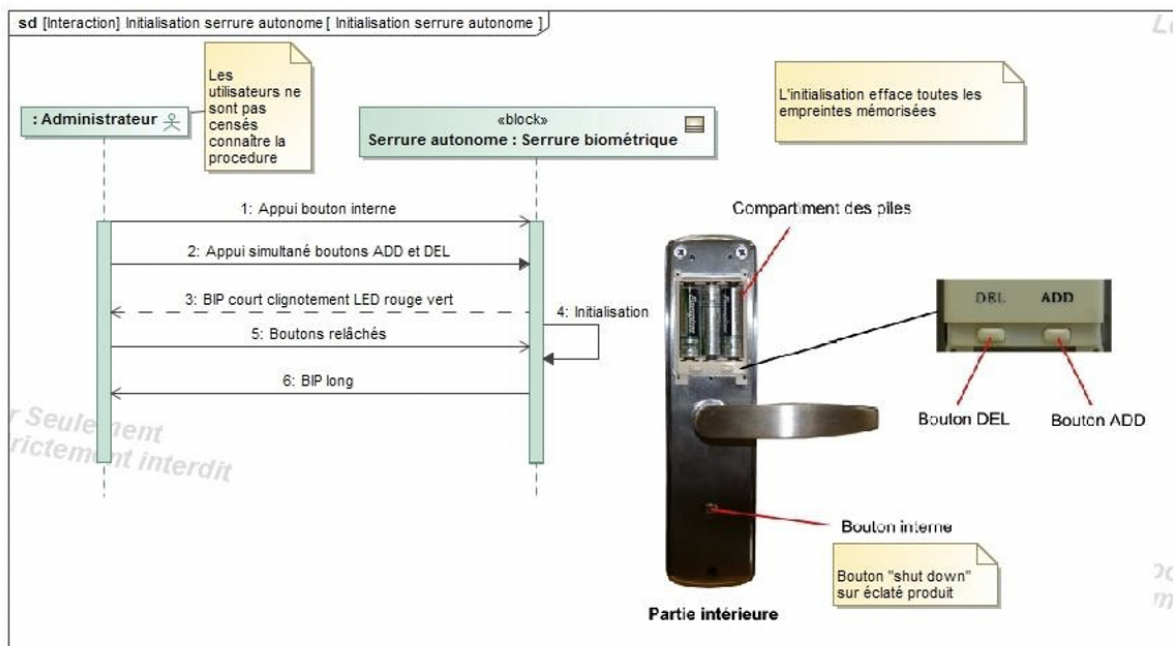 sd [Interaction] Initialisation serrure autonome [ Initialisation serrure autonome ]
Les
utilisateurs ne
sont pas
censés
connaître la
procedure
: Administrateur
«block»
Serrure autonome : Serrure biométrique
L'initialisation efface toutes les
empreintes mémorisées
1: Appui bouton interne
2: Appui simultané boutons ADD et DEL
3: BIP court clignotement LED rouge vert
4: Initialisation
5: Boutons relâchés
6: BIP long
Compartiment des piles
DEL ADD
Bouton DEL
Bouton ADD
Bouton interne
Bouton "shut down"
sur éclaté produit
Partie intérieure
r Seulement
trictement interdit